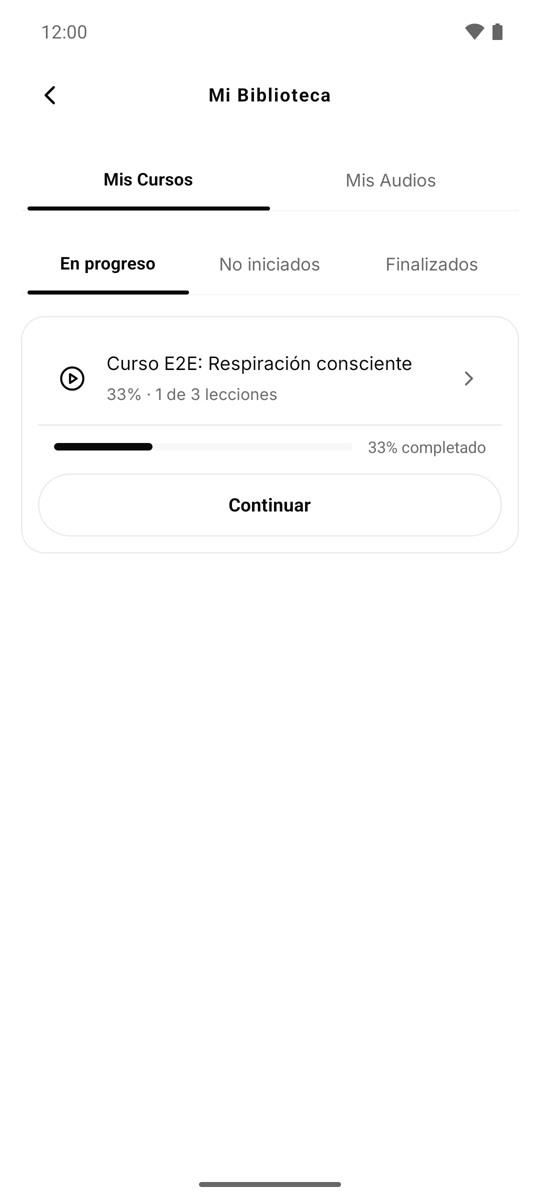 12:00
Mi Biblioteca
Mis Cursos Mis Audios
En progreso No iniciados Finalizados
Curso E2E: Respiración consciente
33% · 1 de 3 lecciones
33% completado
Continuar